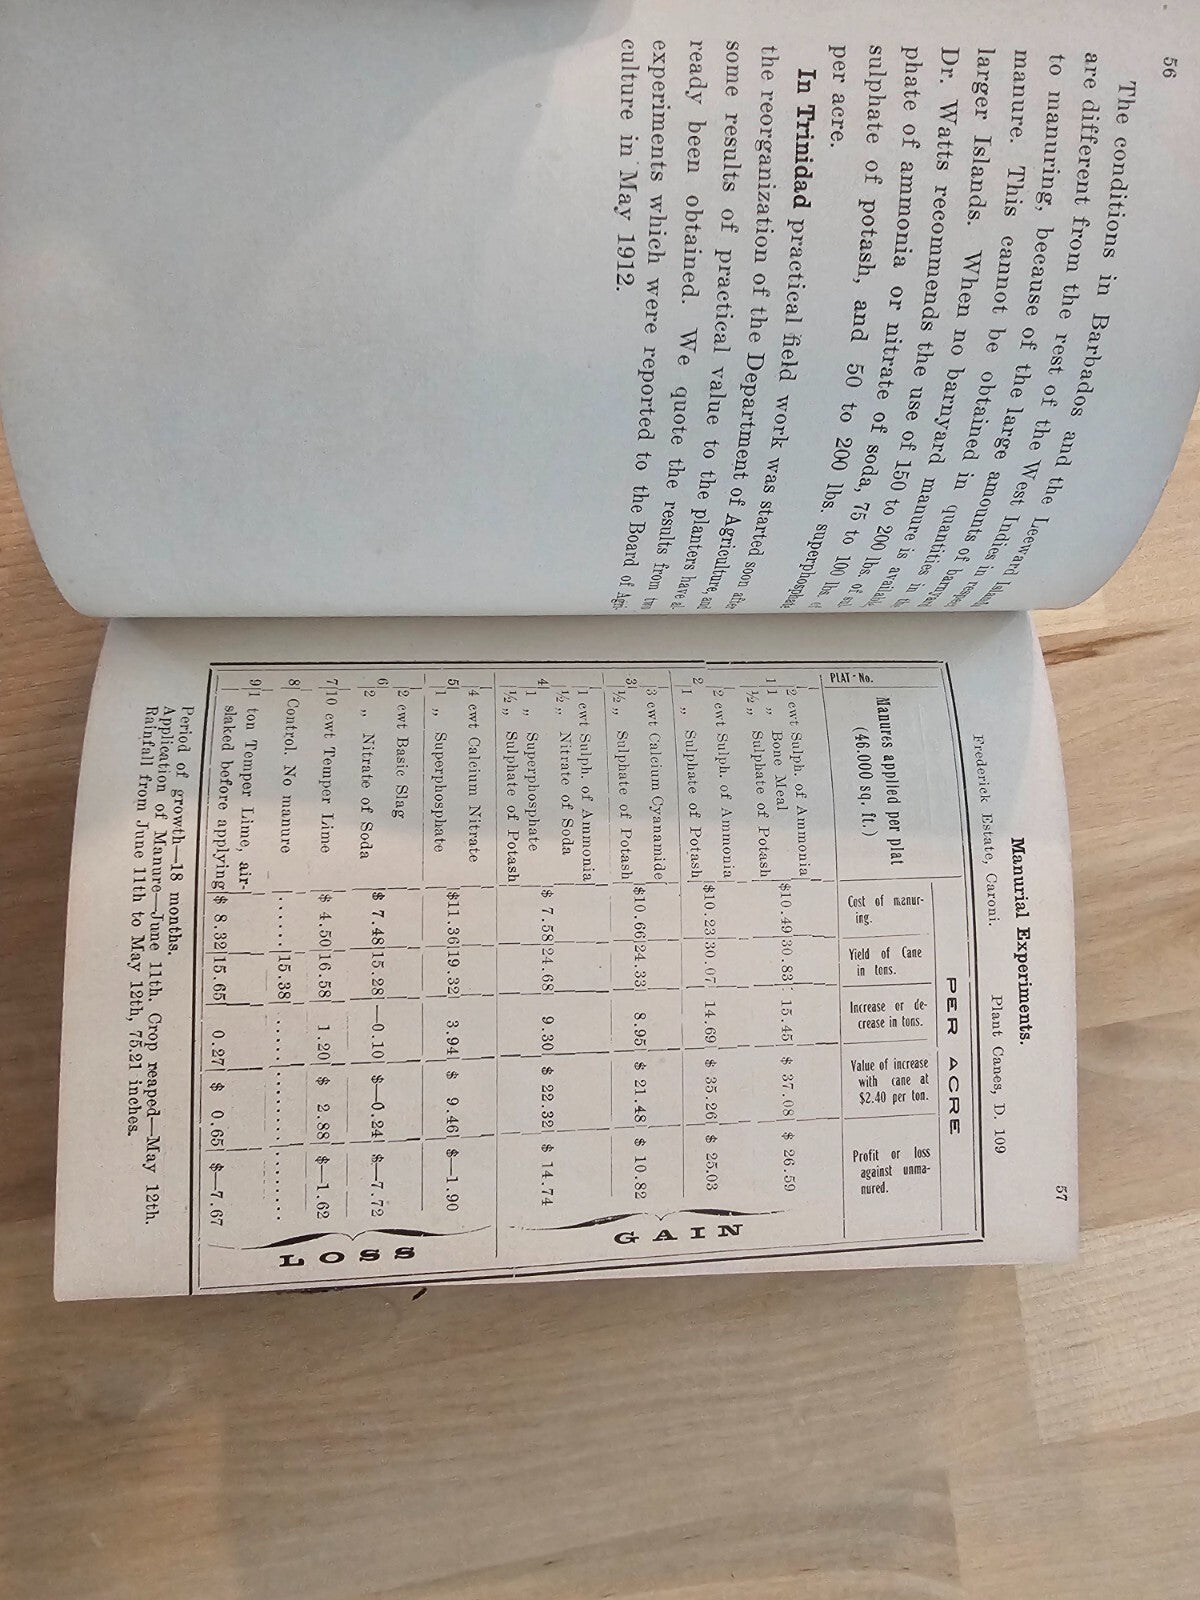 56
The conditions in Barbados and the Leeward Islands
are different from the rest of the West Indies in respect
to manuring, because of the large amounts of barnyard
manure. This cannot be obtained in quantities in the
larger Islands. When no barnyard manure is available
Dr. Watts recommends the use of 150 to 200 lbs. of sul-
phate of ammonia or nitrate of soda, 75 to 100 lbs. of
sulphate of potash, and 50 to 200 lbs. superphosphate
per acre.
In Trinidad practical field work was started soon after
the reorganization of the Department of Agriculture, and
some results of practical value to the planters have al-
ready been obtained. We quote the results from two
experiments which were reported to the Board of Agri-
culture in May 1912.
57
Manurial Experiments.
Frederick Estate, Caroni. Plant Canes, D. 109
PLAT-No. Manures applied per plat (46.000 sq. ft.) PER ACRE
Cost of manur-ing. Yield of Cane in tons. Increase or de-crease in tons. Value of increase with cane at $2.40 per ton. Profit or loss against unma-nured.
2 cwt Sulph. of Ammonia
1 1 „ Bone Meal $10.49 30.83 15.45 $ 37.08 $ 26.59
½ „ Sulphate of Potash
2 cwt Sulph. of Ammonia
2 1 „ Sulphate of Potash $10.23 30.07 14.69 $ 35.26 $ 25.03
3 cwt Calcium Cyanamide
3 ½ „ Sulphate of Potash $10.66 24.33 8.95 $ 21.48 $ 10.82
1 cwt Sulph. of Ammonia
½ „ Nitrate of Soda
4 1 „ Superphosphate $ 7.58 24.68 9.30 $ 22.32 $ 14.74
½ „ Sulphate of Potash
GAIN
4 cwt Calcium Nitrate
5 1 „ Superphosphate $11.36 19.32 3.94 $ 9.46 $—1.90
2 cwt Basic Slag
6 2 „ Nitrate of Soda $ 7.48 15.28 —0.10 $—0.24 $—7.72
7 10 cwt Temper Lime $ 4.50 16.58 1.20 $ 2.88 $—1.62
8 Control. No manure ...... 15.38 ...... ........ ........
9 1 ton Temper Lime, air-
slaked before applying $ 8.32 15.65 0.27 $ 0.65 $—7.67
LOSS
Period of growth—18 months.
Application of Manure—June 11th. Crop reaped—May 12th.
Rainfall from June 11th to May 12th, 75.21 inches.